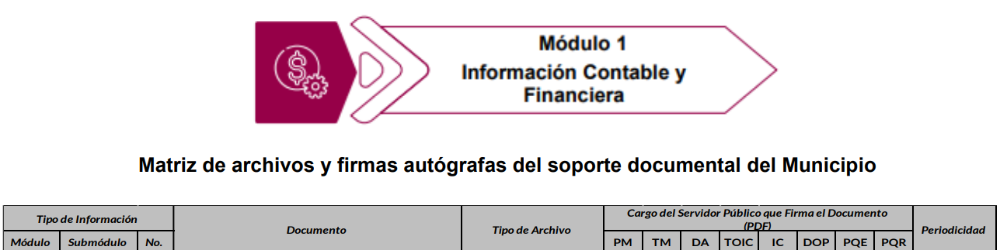 Módulo 1
Información Contable y
Financiera
Matriz de archivos y firmas autógrafas del soporte documental del Municipio
Tipo de Información
Documento
Tipo de Archivo
Cargo del Servidor Público que Firma el Documento
(PDF)
Periodicidad
Módulo Submódulo No. PM TM DA TOIC IC DOP PQE PQR